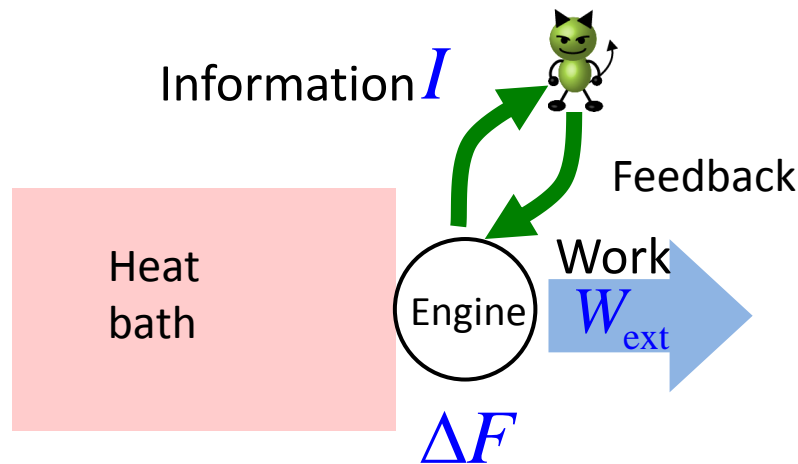 Information I
Feedback
Heat
bath
Engine
Work
W_ext
ΔF